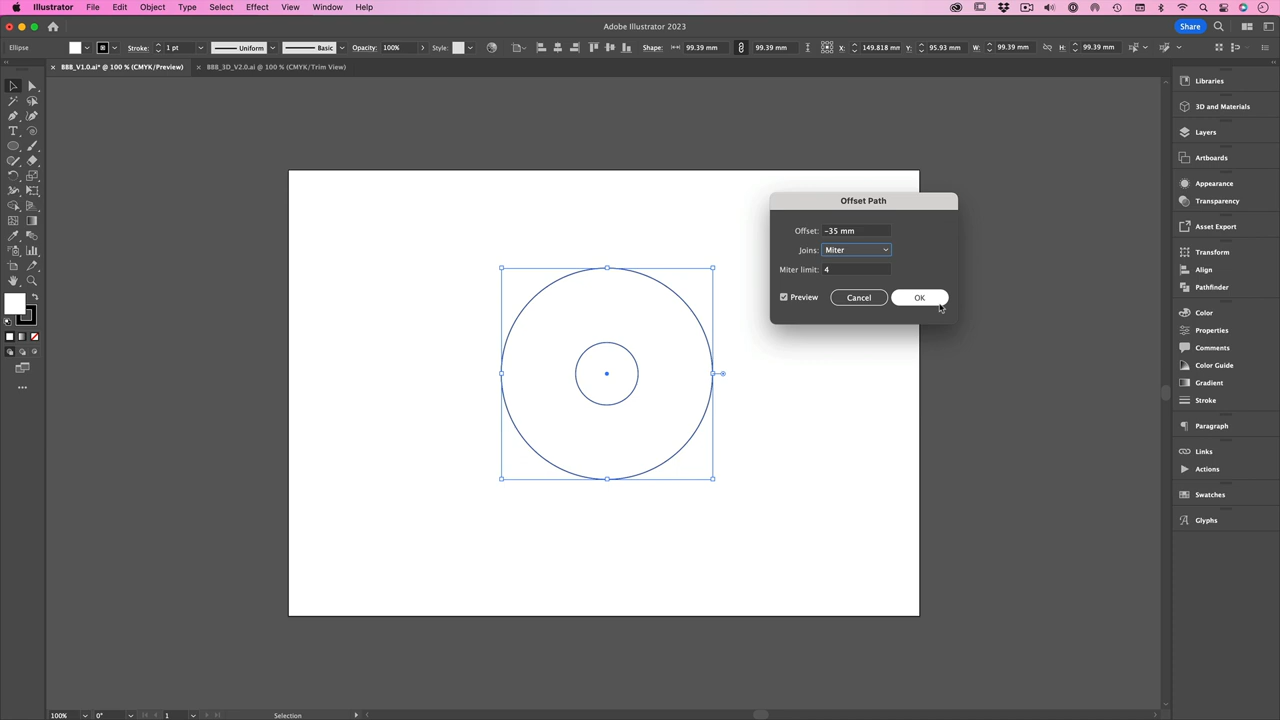 Illustrator File Edit Object Type Select Effect View Window Help
Adobe Illustrator 2023
Share
Ellipse Stroke: 1 pt Uniform Basic Opacity: 100% Style: Shape: 99.39 mm 99.39 mm X: 149.818 mm Y: 95.93 mm W: 99.39 mm H: 99.39 mm
BBB_V1.0.ai* @ 100 % (CMYK/Preview) BBB_3D_V2.0.ai @ 100 % (CMYK/Trim View)
Libraries
3D and Materials
Layers
Artboards
Appearance
Transparency
Asset Export
Transform
Align
Pathfinder
Color
Properties
Comments
Color Guide
Gradient
Stroke
Paragraph
Links
Actions
Swatches
Glyphs
Offset Path
Offset: -35 mm
Joins: Miter
Miter limit: 4
Preview Cancel OK
100% 0° 1 Selection